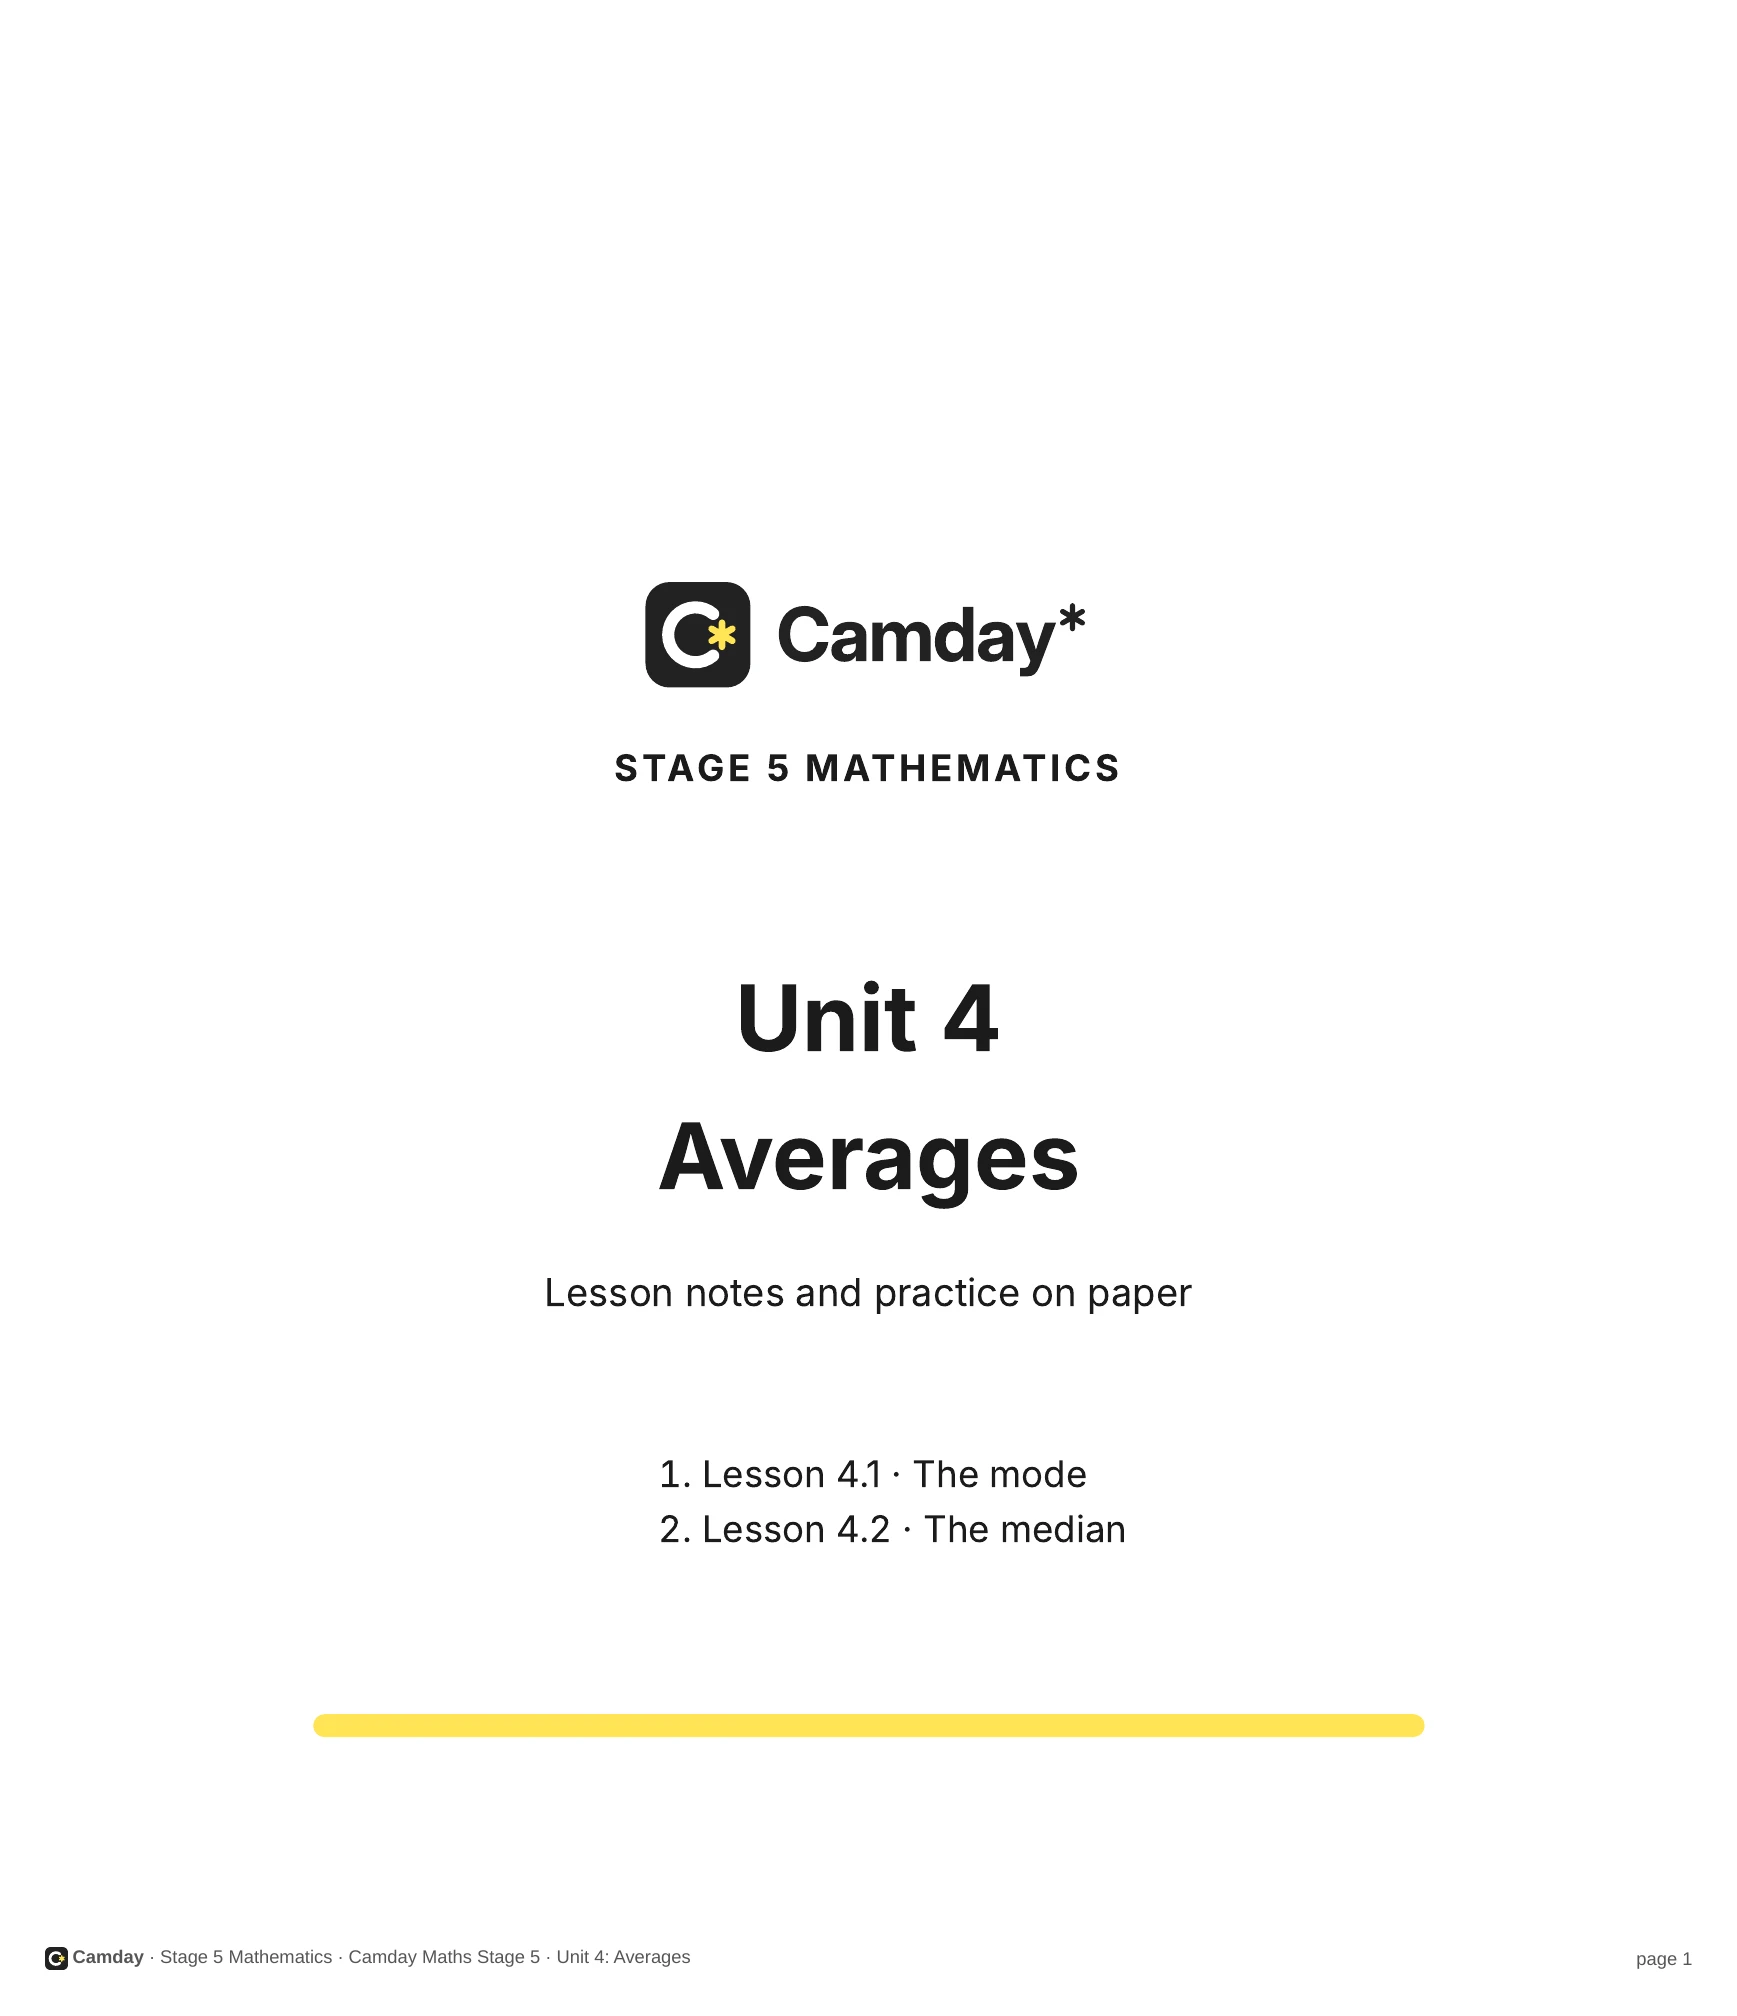 Camday*
STAGE 5 MATHEMATICS
Unit 4
Averages
Lesson notes and practice on paper
1. Lesson 4.1 · The mode
2. Lesson 4.2 · The median
Camday · Stage 5 Mathematics · Camday Maths Stage 5 · Unit 4: Averages
page 1